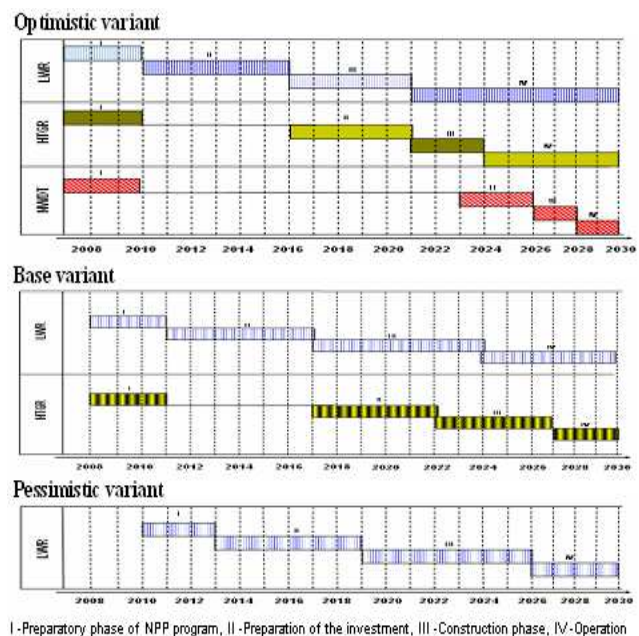 Optimistic variant
I
II
III
IV
LWR
I
II
III
IV
HTGR
I
II
III
IV
2008 2010 2012 2014 2016 2018 2020 2022 2024 2026 2028 2030
Base variant
I
II
III
IV
LWR
I
II
III
IV
HTGR
2008 2010 2012 2014 2016 2018 2020 2022 2024 2026 2028 2030
Pessimistic variant
I
II
III
IV
LWR
2008 2010 2012 2014 2016 2018 2020 2022 2024 2026 2028 2030
I -Preparatory phase of NPP program, II -Preparation of the investment, III -Construction phase, IV-Operation